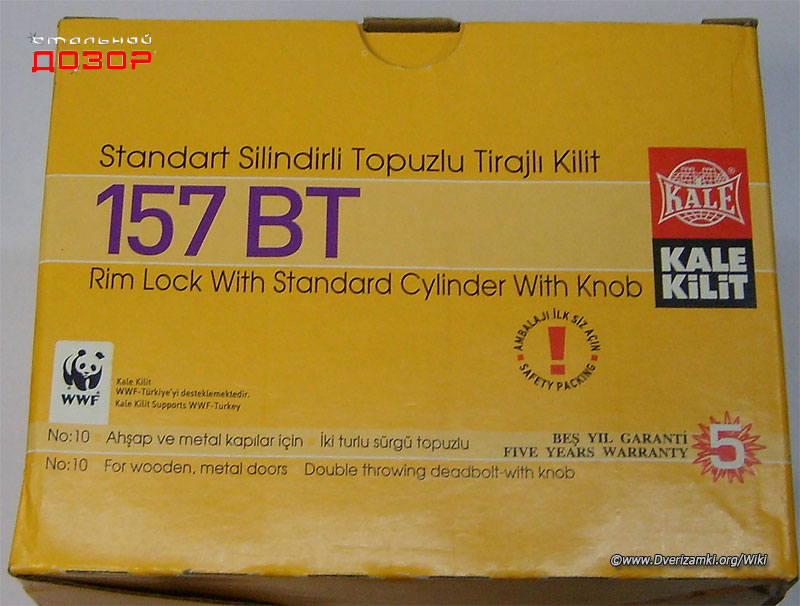 стальной
ДОЗОР
Standart Silindirli Topuzlu Tirajlı Kilit
157 BT
Rim Lock With Standard Cylinder With Knob
KALE
®
KALE
KiLiT
AMBALAJI İLK SİZ AÇIN
!
SAFETY PACKING
WWF
Kale Kilit
WWF-Türkiye'yi desteklemektedir.
Kale Kilit Supports WWF-Turkey
No:10 Ahşap ve metal kapılar için İki turlu sürgü topuzlu
No:10 For wooden, metal doors Double throwing deadbolt-with knob
BEŞ YIL GARANTİ
FIVE YEARS WARRANTY
5
©www.Dverizamki.org/Wiki